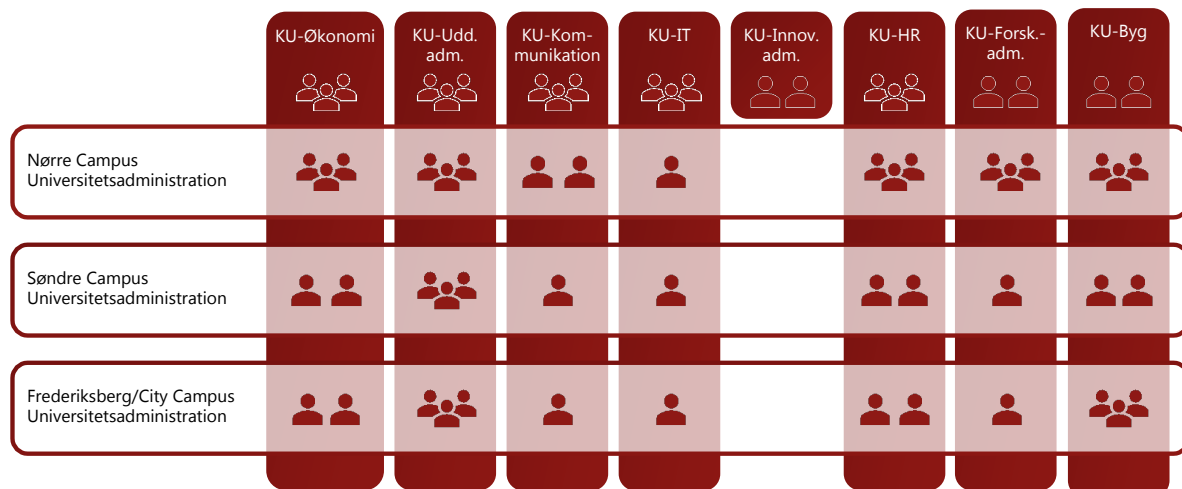 KU-Økonomi
KU-Udd.
adm.
KU-Kom-
munikation
KU-IT
KU-Innov.
adm.
KU-HR
KU-Forsk.-
adm.
KU-Byg
Nørre Campus
Universitetsadministration
Søndre Campus
Universitetsadministration
Frederiksberg/City Campus
Universitetsadministration